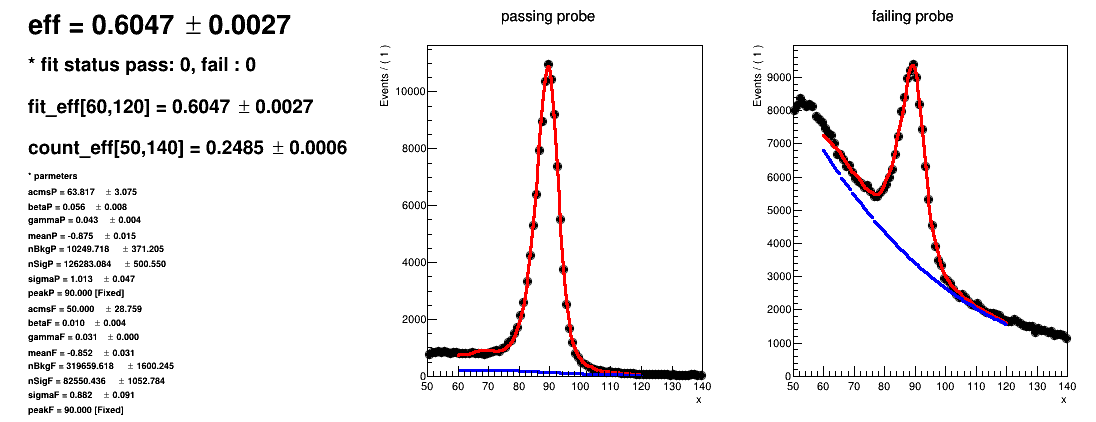 eff = 0.6047 ± 0.0027
* fit status pass: 0, fail : 0
fit_eff[60,120] = 0.6047 ± 0.0027
count_eff[50,140] = 0.2485 ± 0.0006
* parmeters
acmsP = 63.817 ± 3.075
betaP = 0.056 ± 0.008
gammaP = 0.043 ± 0.004
meanP = -0.875 ± 0.015
nBkgP = 10249.718 ± 371.205
nSigP = 126283.084 ± 500.550
sigmaP = 1.013 ± 0.047
peakP = 90.000 [Fixed]
acmsF = 50.000 ± 28.759
betaF = 0.010 ± 0.004
gammaF = 0.031 ± 0.000
meanF = -0.852 ± 0.031
nBkgF = 319659.618 ± 1600.245
nSigF = 82550.436 ± 1052.784
sigmaF = 0.882 ± 0.091
peakF = 90.000 [Fixed]
passing probe
Events / ( 1 )
10000
8000
6000
4000
2000
0
50 60 70 80 90 100 110 120 130 140
x
failing probe
Events / ( 1 )
9000
8000
7000
6000
5000
4000
3000
2000
1000
0
50 60 70 80 90 100 110 120 130 140
x